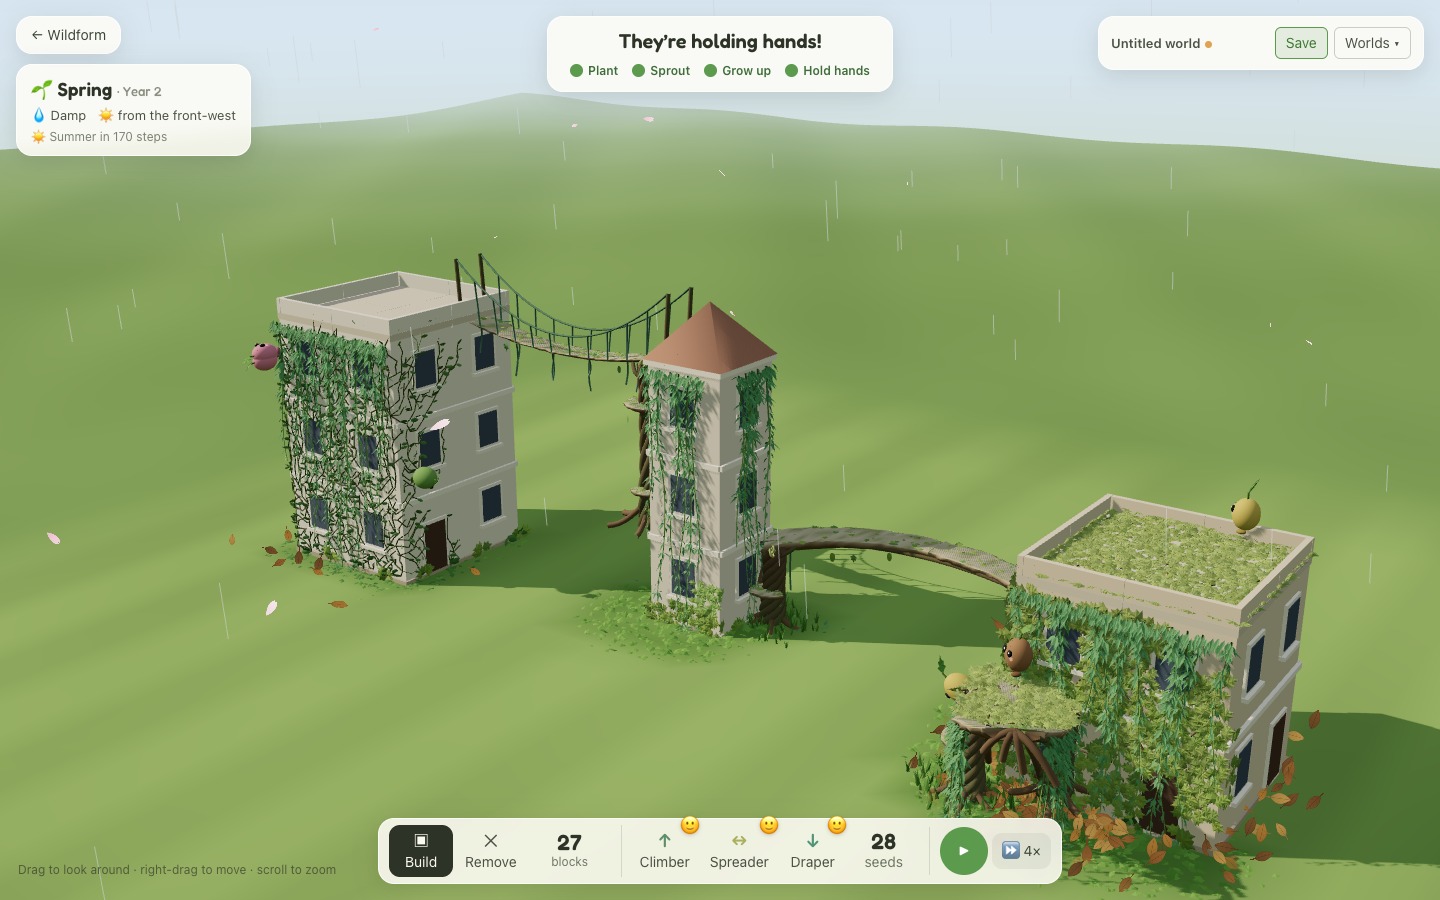 ← Wildform
They're holding hands!
Plant Sprout Grow up Hold hands
Untitled world
Save
Worlds ▾
Spring · Year 2
Damp from the front-west
Summer in 170 steps
Build
Remove
27 blocks
Climber
Spreader
Draper
28 seeds
4×
Drag to look around · right-drag to move · scroll to zoom